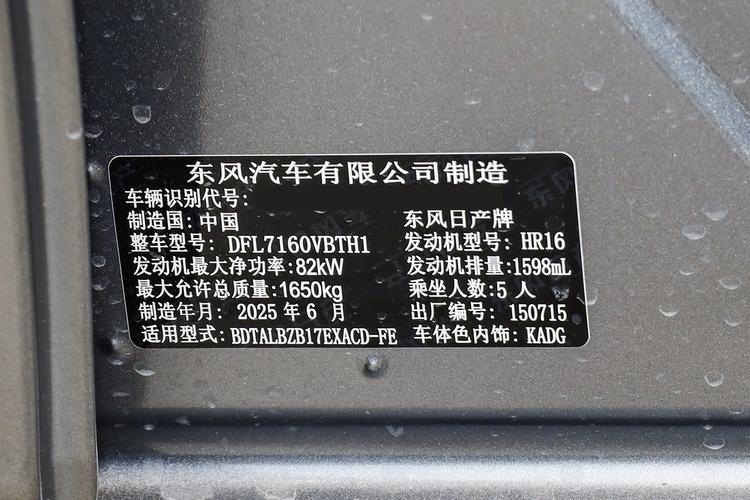 东风汽车有限公司制造
车辆识别代号:
制造国: 中国 东风日产牌
整车型号: DFL7160VBTH1 发动机型号: HR16
发动机最大净功率:82kW 发动机排量:1598mL
最大允许总质量:1650kg 乘坐人数:5 人
制造年月: 2025 年 6 月 出厂编号: 150715
适用型式: BDTALBZB17EXACD-FE 车体色内饰: KADG